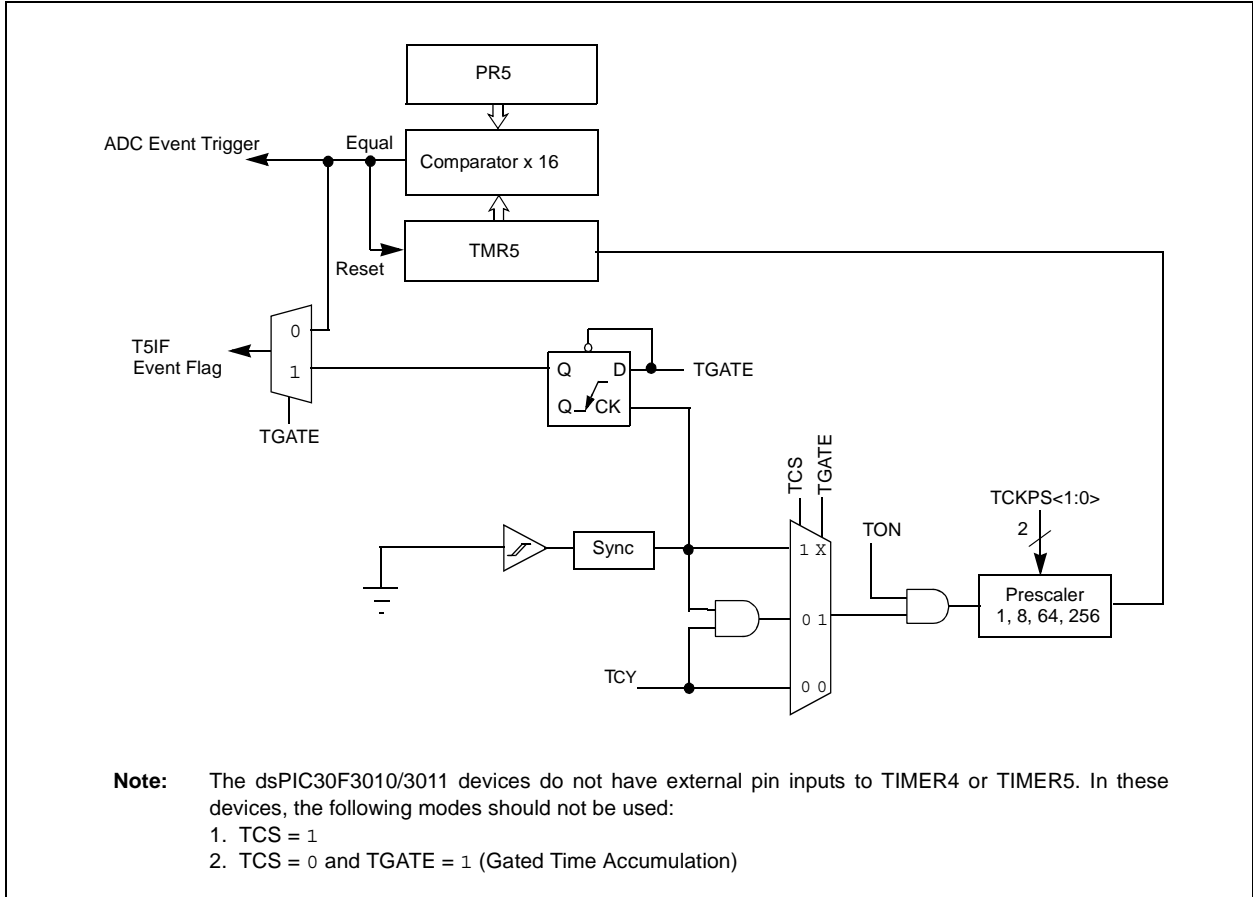 PR5
ADC Event Trigger
Equal
Comparator x 16
TMR5
Reset
0
T5IF
Event Flag
1
TGATE
Q
D
TGATE
Q
CK
TCS
TGATE
TCKPS<1:0>
2
TON
Sync
1 X
Prescaler
1, 8, 64, 256
0 1
TCY
0 0
Note: The dsPIC30F3010/3011 devices do not have external pin inputs to TIMER4 or TIMER5. In these
devices, the following modes should not be used:
1. TCS = 1
2. TCS = 0 and TGATE = 1 (Gated Time Accumulation)